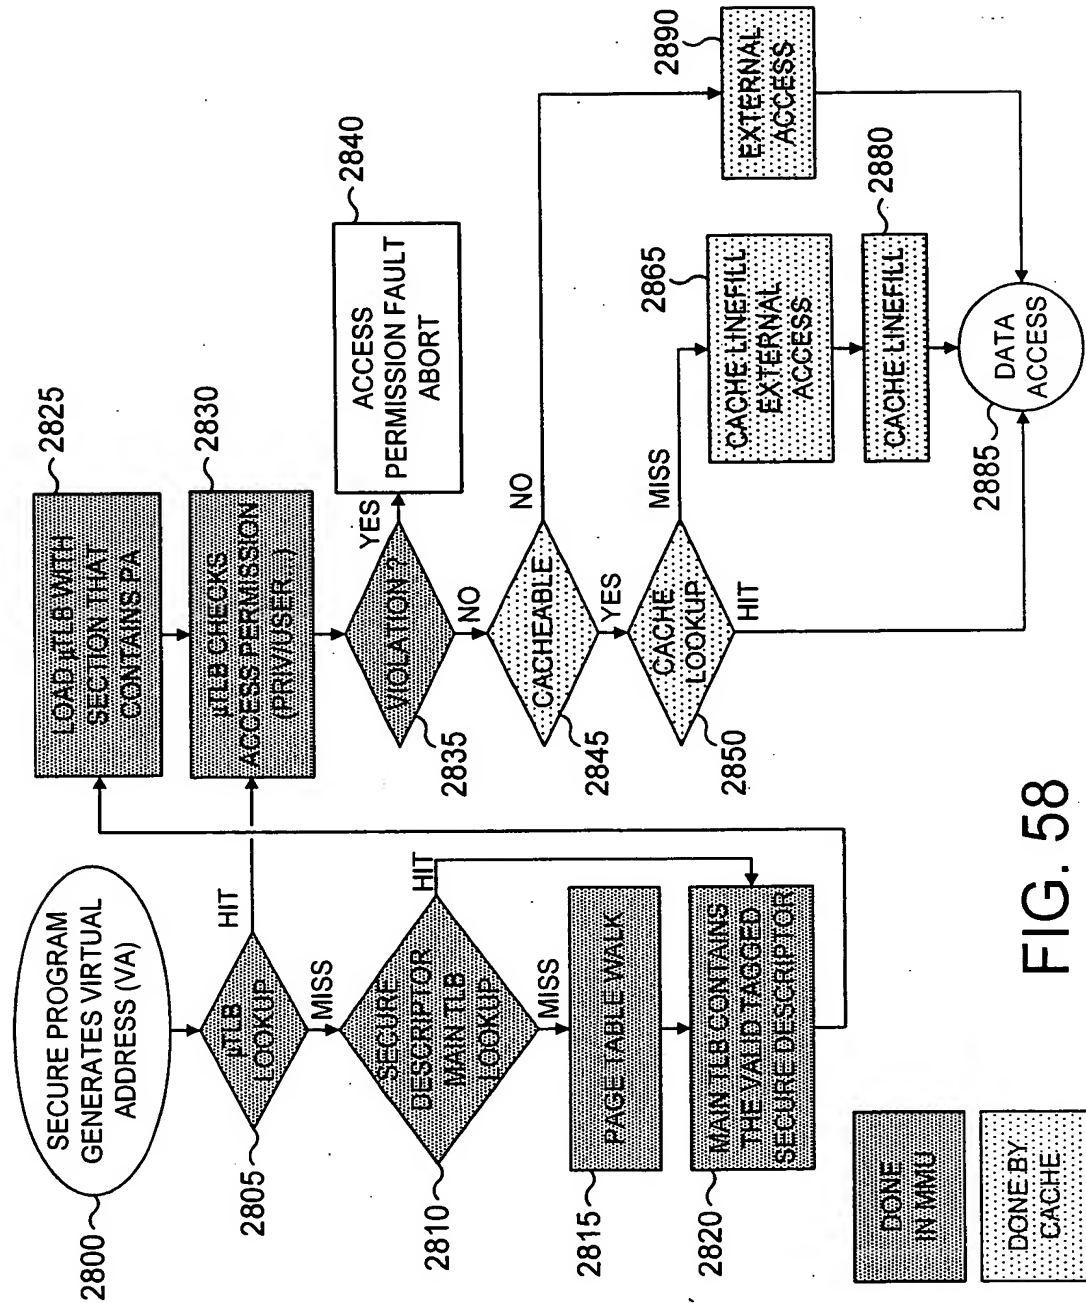 2800
SECURE PROGRAM
GENERATES VIRTUAL
ADDRESS (VA)
2805
µTLB
LOOKUP
HIT
MISS
2810
SECURE
DESCRIPTOR
MAIN TLB
LOOKUP
HIT
MISS
2815
PAGE TABLE WALK
2820
MAIN TLB CONTAINS
THE VALID TAGGED
SECURE DESCRIPTOR
2825
LOAD µTLB WITH
SECTION THAT
CONTAINS PA
2830
µTLB CHECKS
ACCESS PERMISSION
(PRIV/USER..)
2835
VIOLATION ?
YES
NO
2840
ACCESS
PERMISSION FAULT
ABORT
2845
CACHEABLE
NO
YES
2850
CACHE
LOOKUP
MISS
HIT
2865
CACHE LINEFILL
EXTERNAL
ACCESS
2880
CACHE LINEFILL
2890
EXTERNAL
ACCESS
2885
DATA
ACCESS
DONE
IN MMU
DONE BY
CACHE
FIG. 58